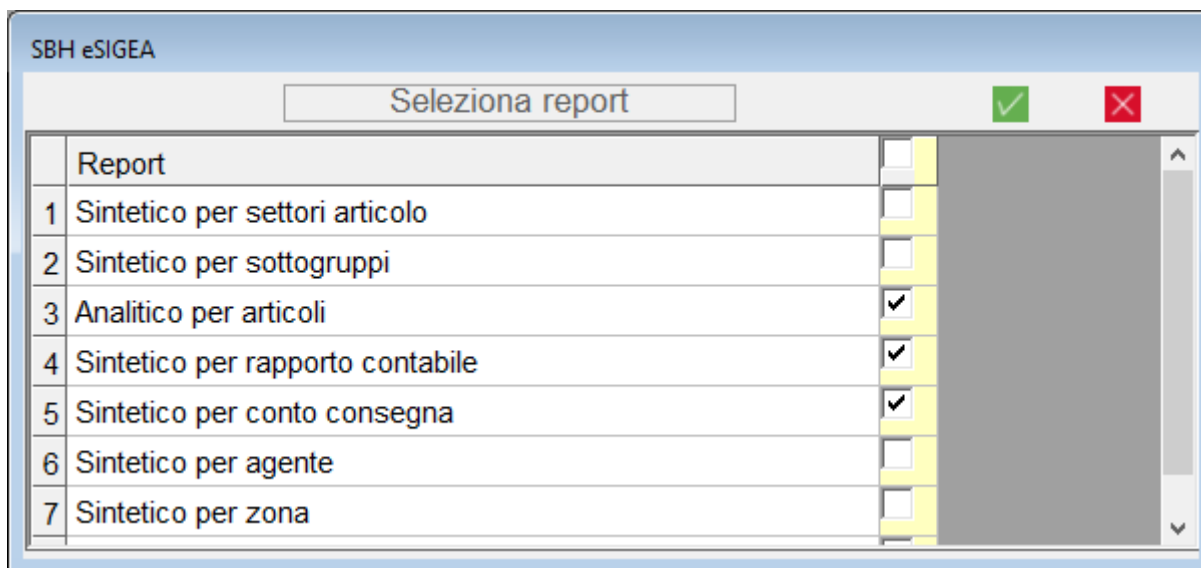 SBH eSIGEA
Seleziona report
Report
1 Sintetico per settori articolo
2 Sintetico per sottogruppi
3 Analitico per articoli
4 Sintetico per rapporto contabile
5 Sintetico per conto consegna
6 Sintetico per agente
7 Sintetico per zona